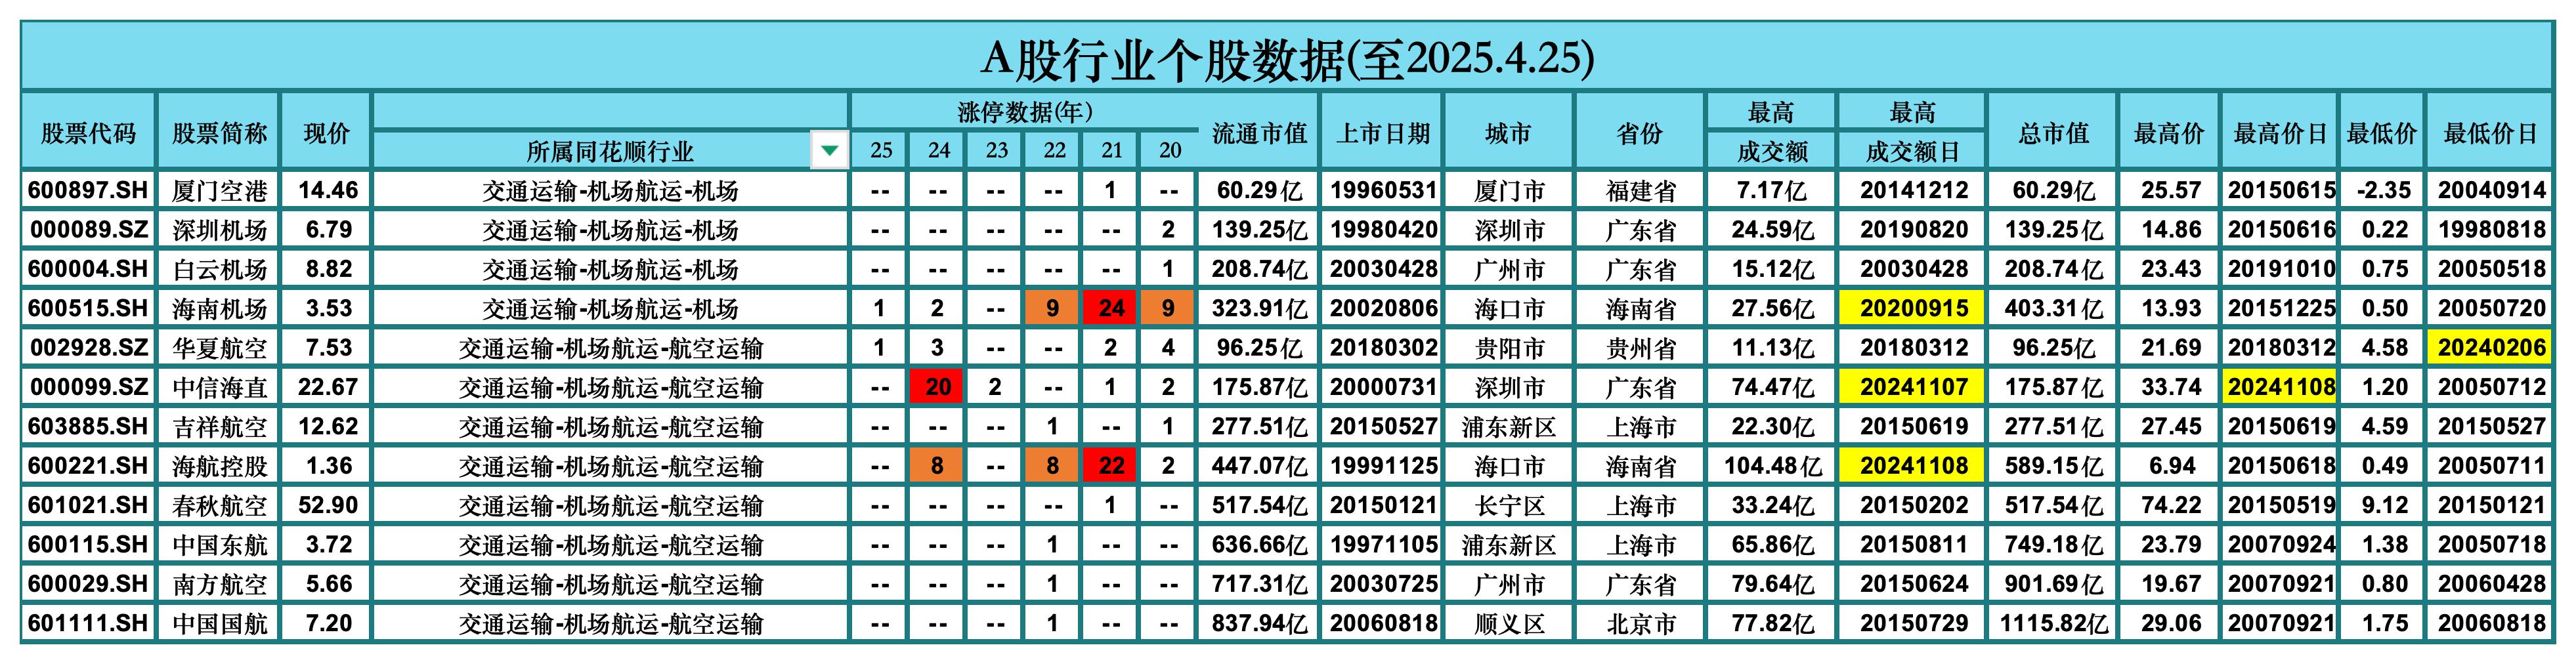 A股行业个股数据(至2025.4.25)
股票代码 股票简称 现价 所属同花顺行业 涨停数据(年) 25 24 23 22 21 20 流通市值 上市日期 城市 省份 最高成交额 最高成交额日 总市值 最高价 最高价日 最低价 最低价日
600897.SH 厦门空港 14.46 交通运输-机场航运-机场 -- -- -- -- 1 -- 60.29亿 19960531 厦门市 福建省 7.17亿 20141212 60.29亿 25.57 20150615 -2.35 20040914
000089.SZ 深圳机场 6.79 交通运输-机场航运-机场 -- -- -- -- -- 2 139.25亿 19980420 深圳市 广东省 24.59亿 20190820 139.25亿 14.86 20150616 0.22 19980818
600004.SH 白云机场 8.82 交通运输-机场航运-机场 -- -- -- -- -- 1 208.74亿 20030428 广州市 广东省 15.12亿 20030428 208.74亿 23.43 20191010 0.75 20050518
600515.SH 海南机场 3.53 交通运输-机场航运-机场 1 2 -- 9 24 9 323.91亿 20020806 海口市 海南省 27.56亿 20200915 403.31亿 13.93 20151225 0.50 20050720
002928.SZ 华夏航空 7.53 交通运输-机场航运-航空运输 1 3 -- -- 2 4 96.25亿 20180302 贵阳市 贵州省 11.13亿 20180312 96.25亿 21.69 20180312 4.58 20240206
000099.SZ 中信海直 22.67 交通运输-机场航运-航空运输 -- 20 2 -- 1 2 175.87亿 20000731 深圳市 广东省 74.47亿 20241107 175.87亿 33.74 20241108 1.20 20050712
603885.SH 吉祥航空 12.62 交通运输-机场航运-航空运输 -- -- -- 1 -- 1 277.51亿 20150527 浦东新区 上海市 22.30亿 20150619 277.51亿 27.45 20150619 4.59 20150527
600221.SH 海航控股 1.36 交通运输-机场航运-航空运输 -- 8 -- 8 22 2 447.07亿 19991125 海口市 海南省 104.48亿 20241108 589.15亿 6.94 20150618 0.49 20050711
601021.SH 春秋航空 52.90 交通运输-机场航运-航空运输 -- -- -- -- 1 -- 517.54亿 20150121 长宁区 上海市 33.24亿 20150202 517.54亿 74.22 20150519 9.12 20150121
600115.SH 中国东航 3.72 交通运输-机场航运-航空运输 -- -- -- 1 -- -- 636.66亿 19971105 浦东新区 上海市 65.86亿 20150811 749.18亿 23.79 20070924 1.38 20050718
600029.SH 南方航空 5.66 交通运输-机场航运-航空运输 -- -- -- 1 -- -- 717.31亿 20030725 广州市 广东省 79.64亿 20150624 901.69亿 19.67 20070921 0.80 20060428
601111.SH 中国国航 7.20 交通运输-机场航运-航空运输 -- -- -- 1 -- -- 837.94亿 20060818 顺义区 北京市 77.82亿 20150729 1115.82亿 29.06 20070921 1.75 20060818